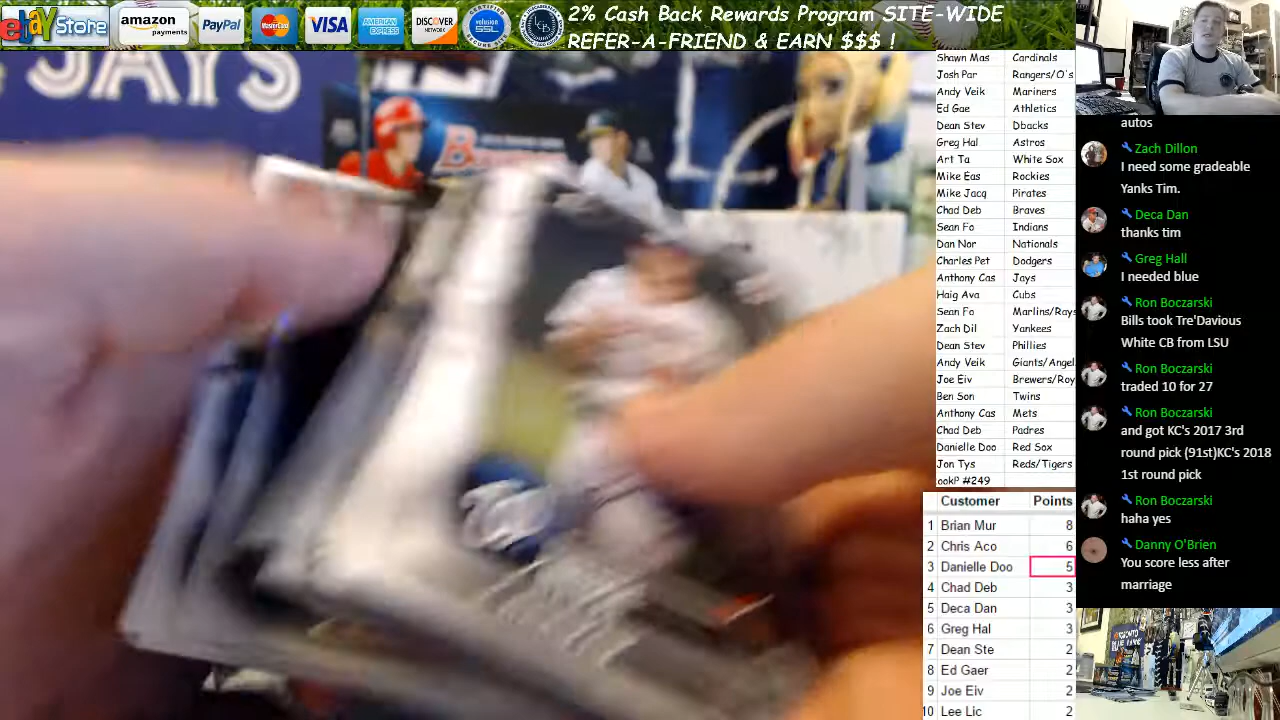 ebay Store
amazon
payments
PayPal
MasterCard
VISA
AMERICAN
EXPRESS
DISCOVER
NETWORK
SSL
2% Cash Back Rewards Program SITE-WIDE
REFER-A-FRIEND & EARN $$$ !
JAYS
B
Shawn Mas Cardinals
Josh Par Rangers/O's
Andy Veik Mariners
Ed Gae Athletics
Dean Stev Dbacks
Greg Hal Astros
Art Ta White Sox
Mike Eas Rockies
Mike Jacq Pirates
Chad Deb Braves
Sean Fo Indians
Dan Nor Nationals
Charles Pet Dodgers
Anthony Cas Jays
Haig Ava Cubs
Sean Fo Marlins/Rays
Zach Dil Yankees
Dean Stev Phillies
Andy Veik Giants/Angel
Joe Eiv Brewers/Roy
Ben Son Twins
Anthony Cas Mets
Chad Deb Padres
Danielle Doo Red Sox
Jon Tys Reds/Tigers
ookP #249
Customer Points
1 Brian Mur 8
2 Chris Aco 6
3 Danielle Doo 5
4 Chad Deb 3
5 Deca Dan 3
6 Greg Hal 3
7 Dean Ste 2
8 Ed Gaer 2
9 Joe Eiv 2
10 Lee Lic 2
autos
Zach Dillon
I need some gradeable
Yanks Tim.
Deca Dan
thanks tim
Greg Hall
I needed blue
Ron Boczarski
Bills took Tre'Davious
White CB from LSU
Ron Boczarski
traded 10 for 27
Ron Boczarski
and got KC's 2017 3rd
round pick (91st)KC's 2018
1st round pick
Ron Boczarski
haha yes
Danny O'Brien
You score less after
marriage